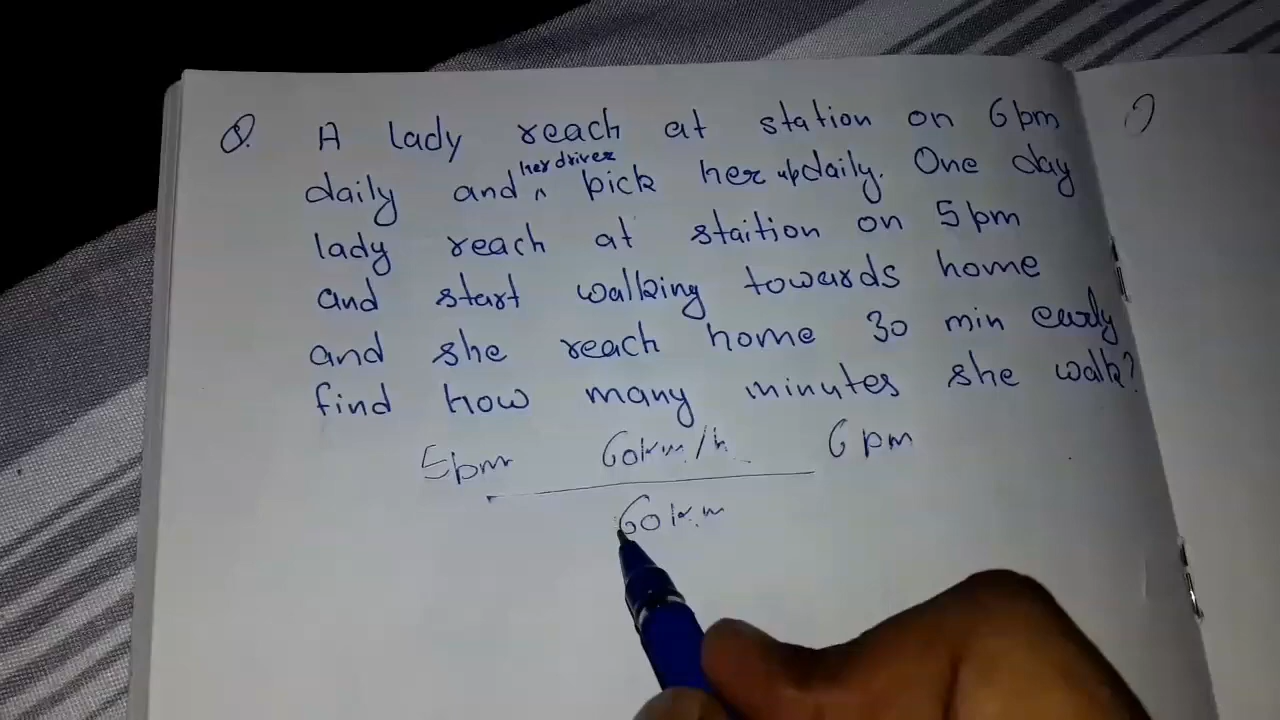 Q. A lady reach at station on 6pm
daily and ^ her driver pick her up daily. One day
lady reach at staition on 5pm
and start walking towards home
and she reach home 30 min early
find how many minutes she walk?
5pm 60km/h 6pm
60km